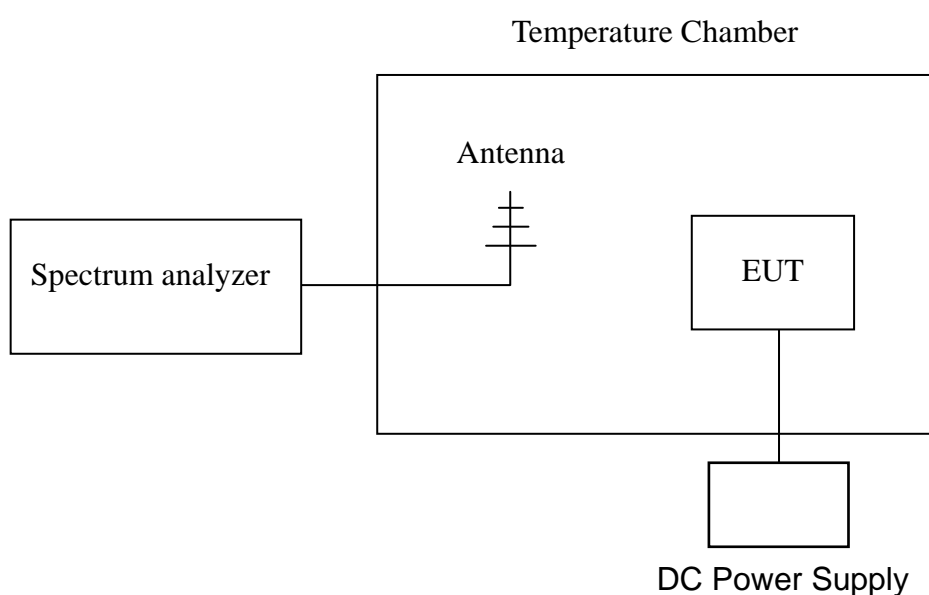 Temperature Chamber
Antenna
Spectrum analyzer
EUT
DC Power Supply